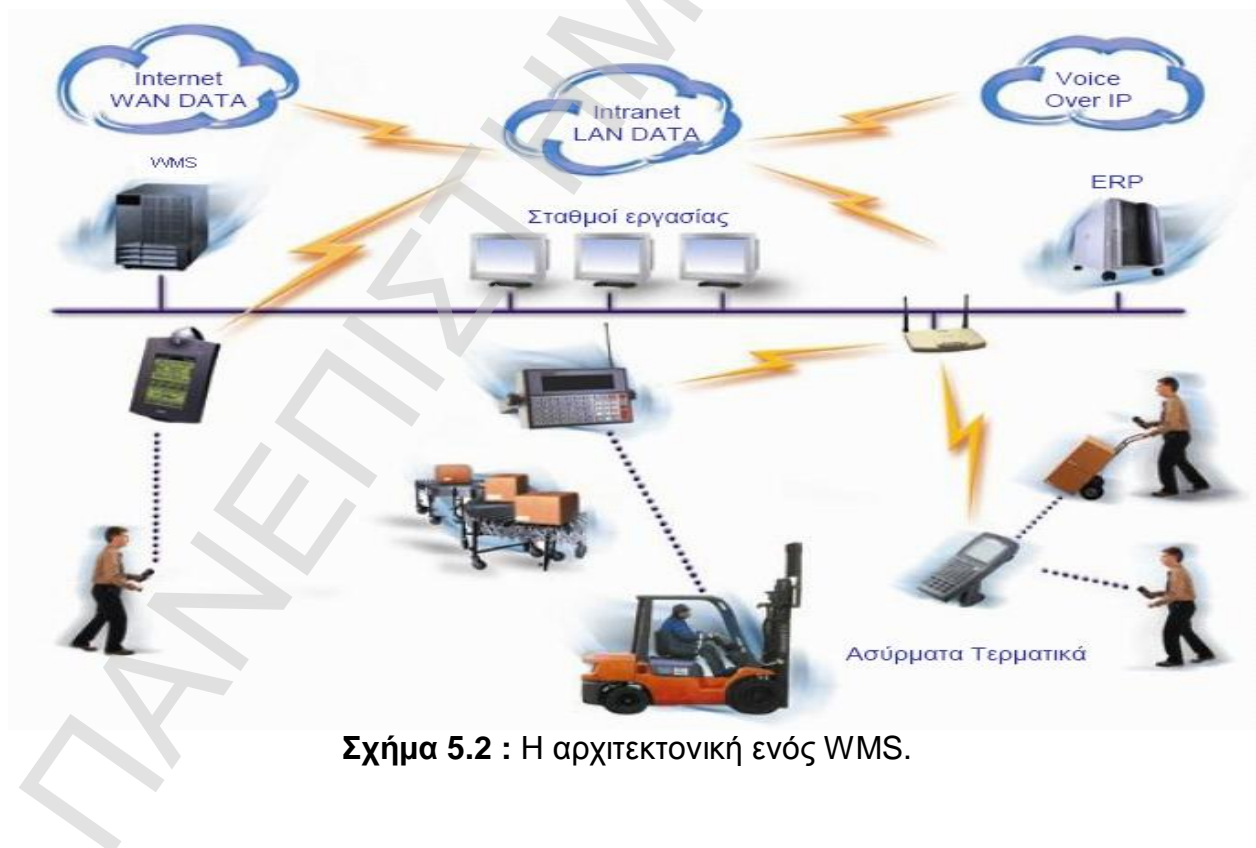 Internet
WAN DATA
Intranet
LAN DATA
Voice
Over IP
WMS
ERP
Σταθμοί εργασίας
Ασύρματα Τερματικά
Σχήμα 5.2 : Η αρχιτεκτονική ενός WMS.
ΠΑΝΕΠΙΣΤΗΜ